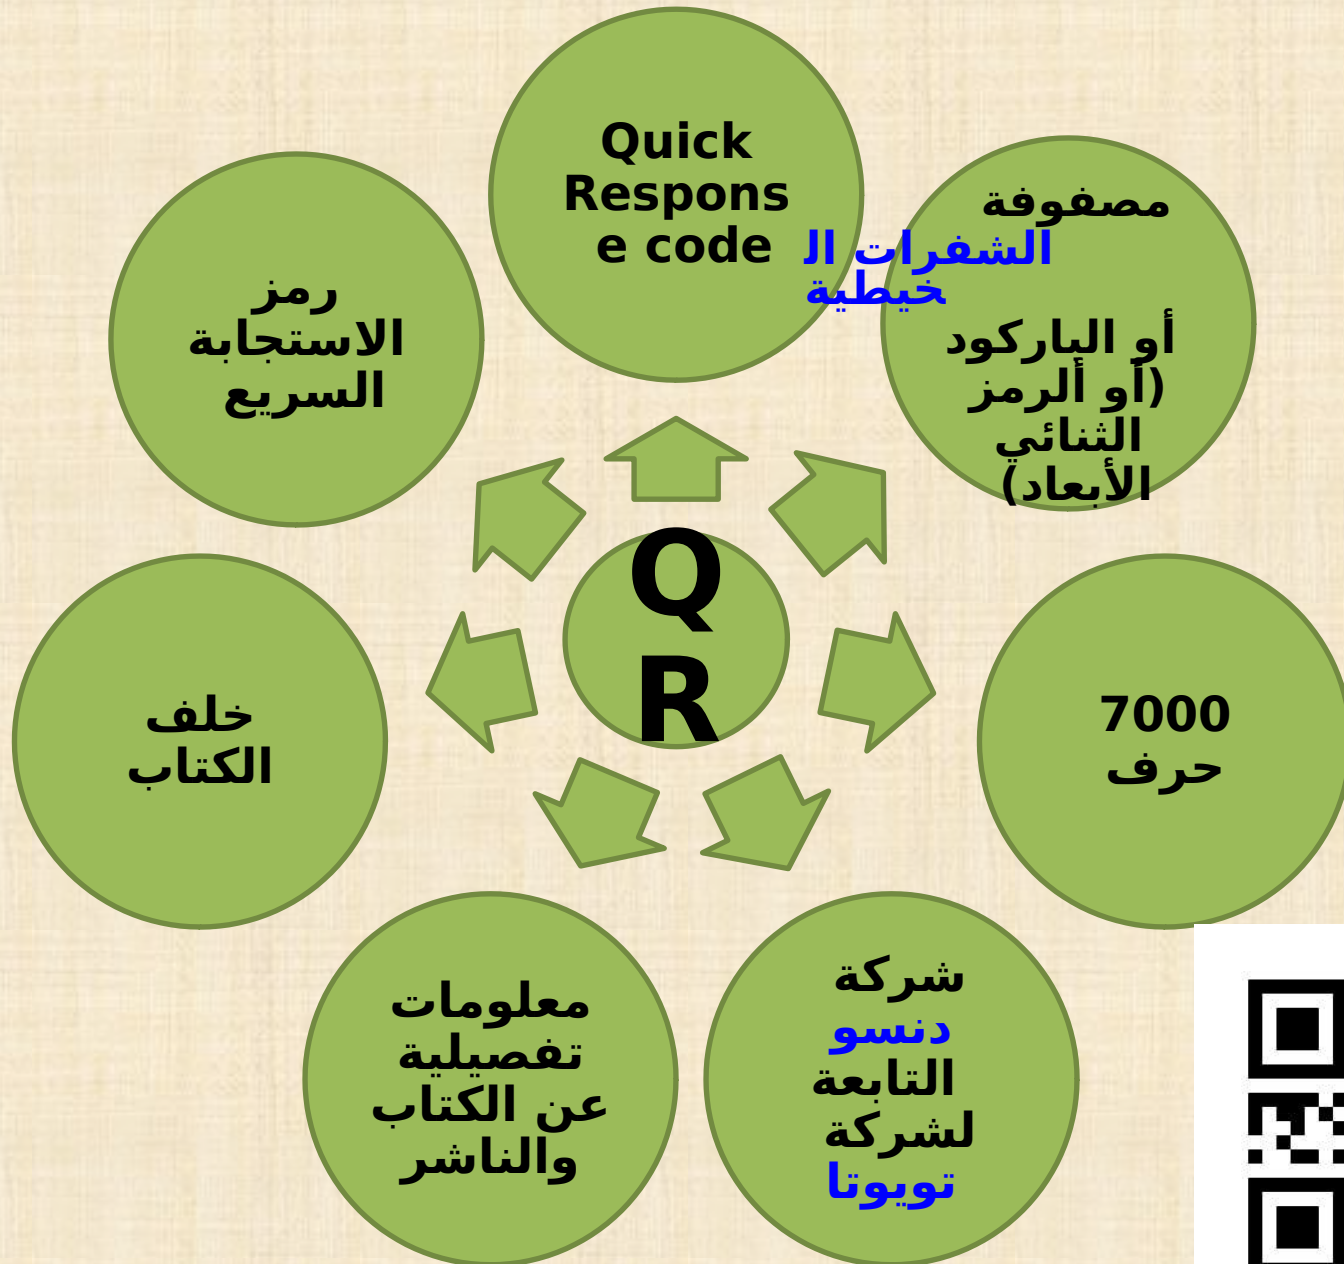 Quick
Respons
e code
مصفوفة
الشفرات ال
خيطية
أو الباركود
(أو ألرمز
الثنائي
الأبعاد)
7000
حرف
شركة
دنسو
التابعة
لشركة
تويوتا
معلومات
تفصيلية
عن الكتاب
والناشر
خلف
الكتاب
رمز
الاستجابة
السريع
Q
R